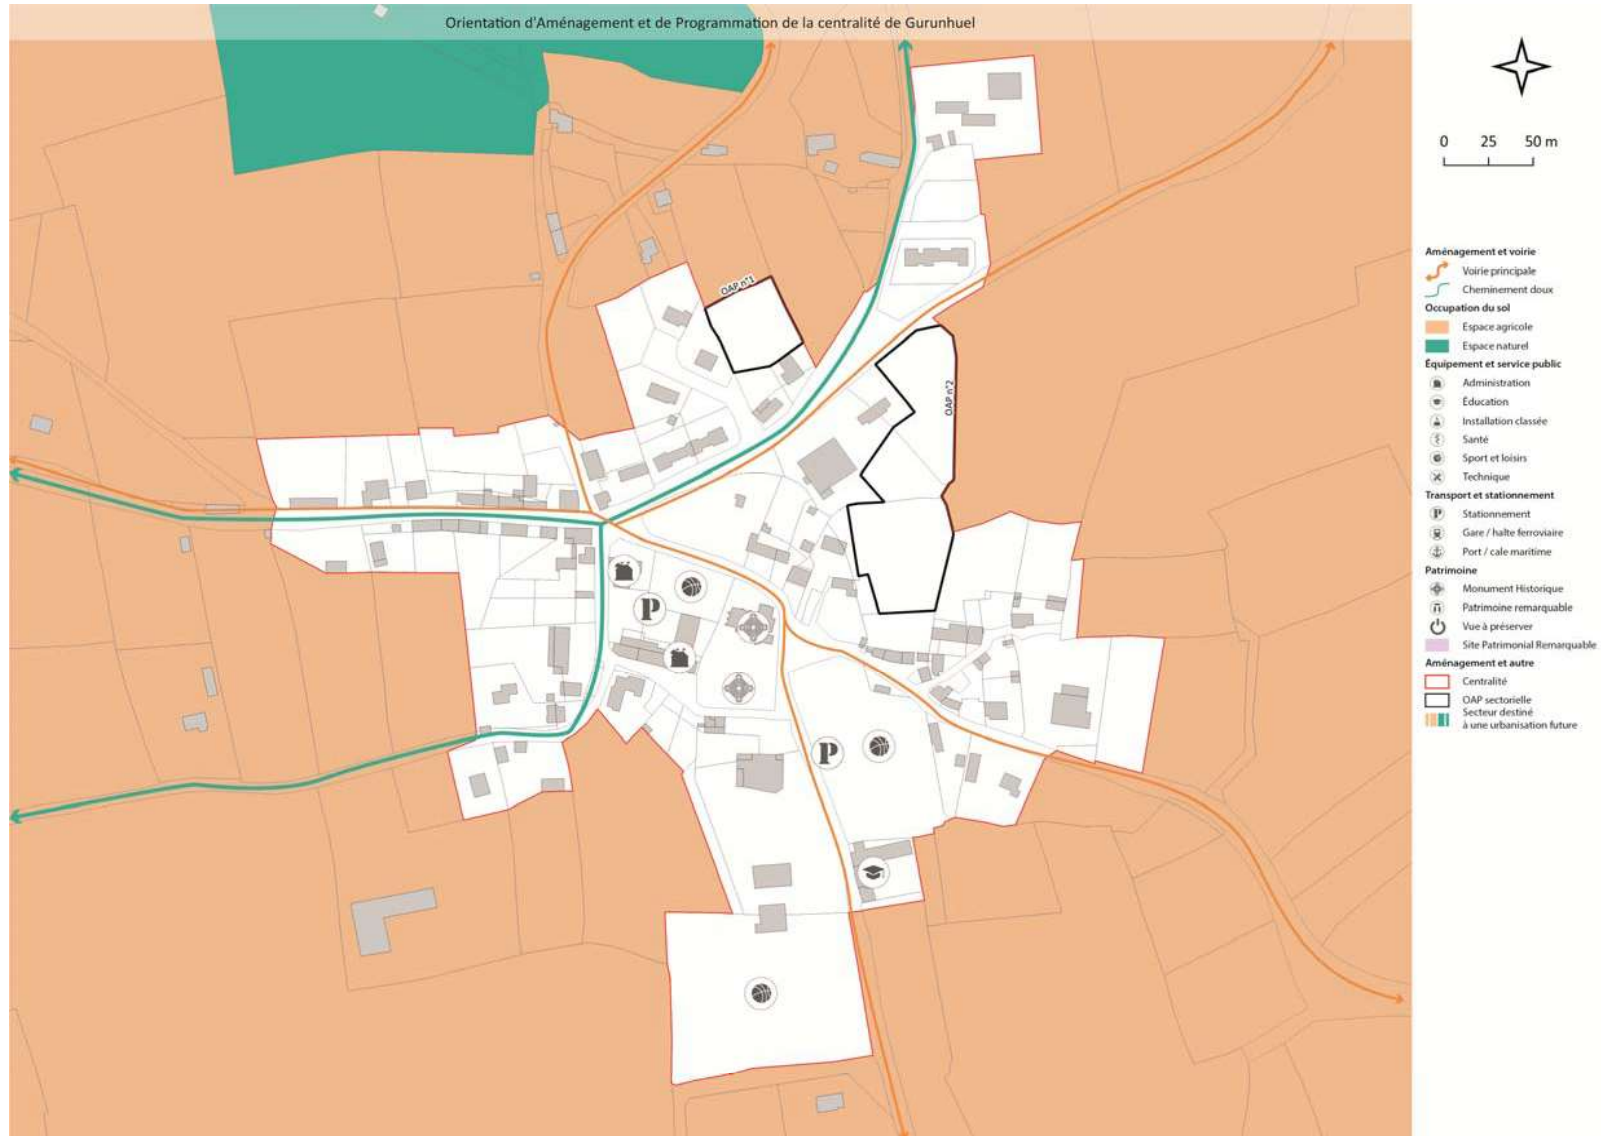 Orientation d'Aménagement et de Programmation de la centralité de Gurunhuel
0 25 50 m
OAP n°1
OAP n°2
P
P
Aménagement et voirie
Voirie principale
Cheminement doux
Occupation du sol
Espace agricole
Espace naturel
Équipement et service public
Administration
Éducation
Installation classée
Santé
Sport et loisirs
Technique
Transport et stationnement
P Stationnement
Gare / halte ferroviaire
Port / cale maritime
Patrimoine
Monument Historique
Patrimoine remarquable
Vue à préserver
Site Patrimonial Remarquable
Aménagement et autre
Centralité
OAP sectorielle
Secteur destiné
à une urbanisation future